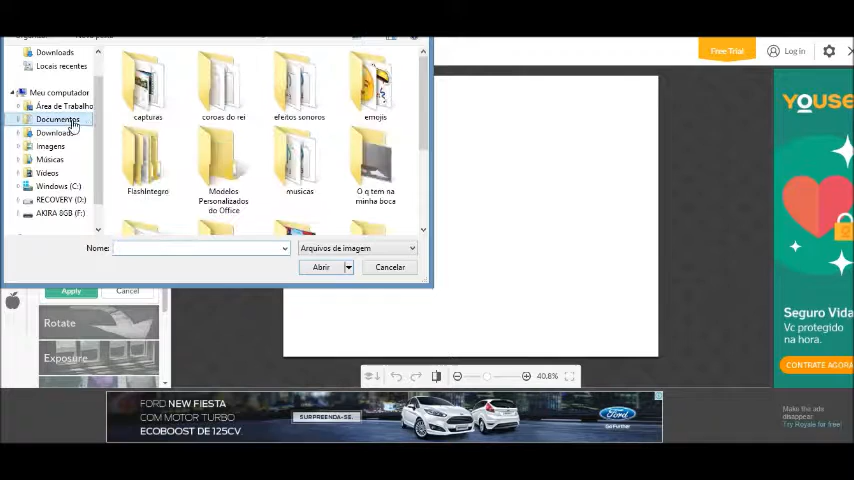 Downloads
Locais recentes
Meu computador
Área de Trabalho
Documentos
Downloads
Imagens
Músicas
Vídeos
Windows (C:)
RECOVERY (D:)
AKIRA 8GB (F:)
capturas
coroas do rei
efeitos sonoros
emojis
FlashIntegro
Modelos
Personalizados
do Office
musicas
O q tem na
minha boca
Nome:
Arquivos de imagem
Abrir
Cancelar
Free Trial
Log in
YOUSE
Seguro Vida
Vc protegido
na hora.
CONTRATE AGORA
Apply
Cancel
Rotate
Exposure
40.8%
FORD NEW FIESTA
COM MOTOR TURBO
ECOBOOST DE 125CV.
SURPREENDA-SE.
Ford
Go Further
Make the ads
disappear
Try Royale for free!